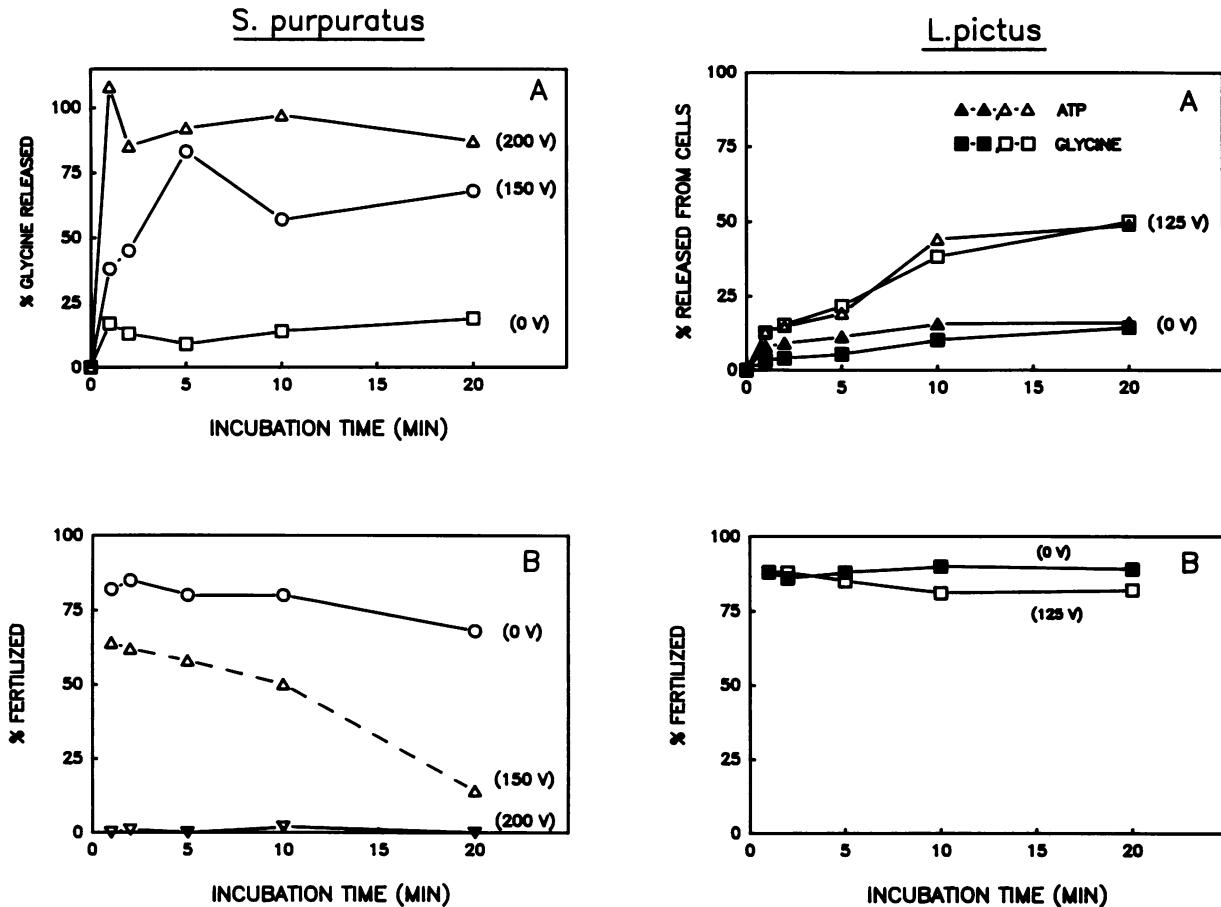 S. purpuratus
A
% GLYCINE RELEASED
100
75
50
25
0
(200 V)
(150 V)
(0 V)
0 5 10 15 20
INCUBATION TIME (MIN)
L.pictus
A
% RELEASED FROM CELLS
100
75
50
25
0
ATP
GLYCINE
(125 V)
(0 V)
0 5 10 15 20
INCUBATION TIME (MIN)
B
% FERTILIZED
100
75
50
25
0
(0 V)
(150 V)
(200 V)
0 5 10 15 20
INCUBATION TIME (MIN)
B
% FERTILIZED
100
75
50
25
0
(0 V)
(125 V)
0 5 10 15 20
INCUBATION TIME (MIN)